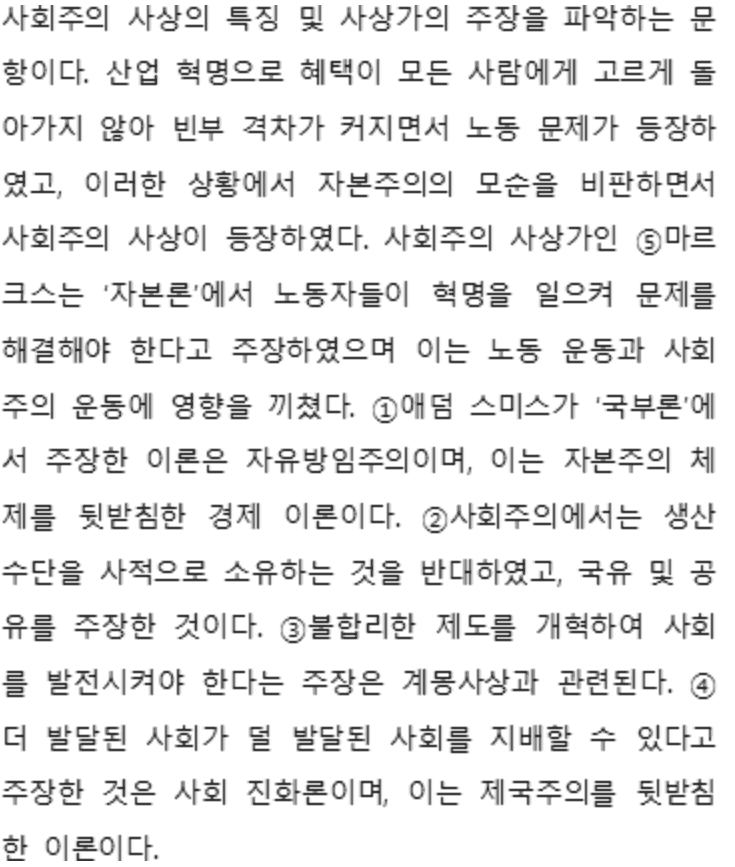 사회주의 사상의 특징 및 사상가의 주장을 파악하는 문
항이다. 산업 혁명으로 혜택이 모든 사람에게 고르게 돌
아가지 않아 빈부 격차가 커지면서 노동 문제가 등장하
였고, 이러한 상황에서 자본주의의 모순을 비판하면서
사회주의 사상이 등장하였다. 사회주의 사상가인 ⑤마르
크스는 ‘자본론’에서 노동자들이 혁명을 일으켜 문제를
해결해야 한다고 주장하였으며 이는 노동 운동과 사회
주의 운동에 영향을 끼쳤다. ①애덤 스미스가 ‘국부론’에
서 주장한 이론은 자유방임주의이며, 이는 자본주의 체
제를 뒷받침한 경제 이론이다. ②사회주의에서는 생산
수단을 사적으로 소유하는 것을 반대하였고, 국유 및 공
유를 주장한 것이다. ③불합리한 제도를 개혁하여 사회
를 발전시켜야 한다는 주장은 계몽사상과 관련된다. ④
더 발달된 사회가 덜 발달된 사회를 지배할 수 있다고
주장한 것은 사회 진화론이며, 이는 제국주의를 뒷받침
한 이론이다.